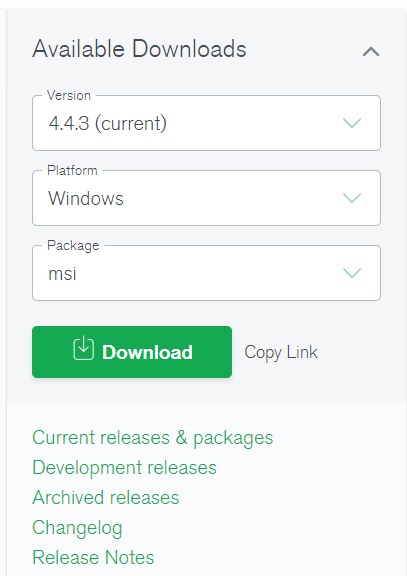 Available Downloads
Version
4.4.3 (current)
Platform
Windows
Package
msi
Download
Copy Link
Current releases & packages
Development releases
Archived releases
Changelog
Release Notes